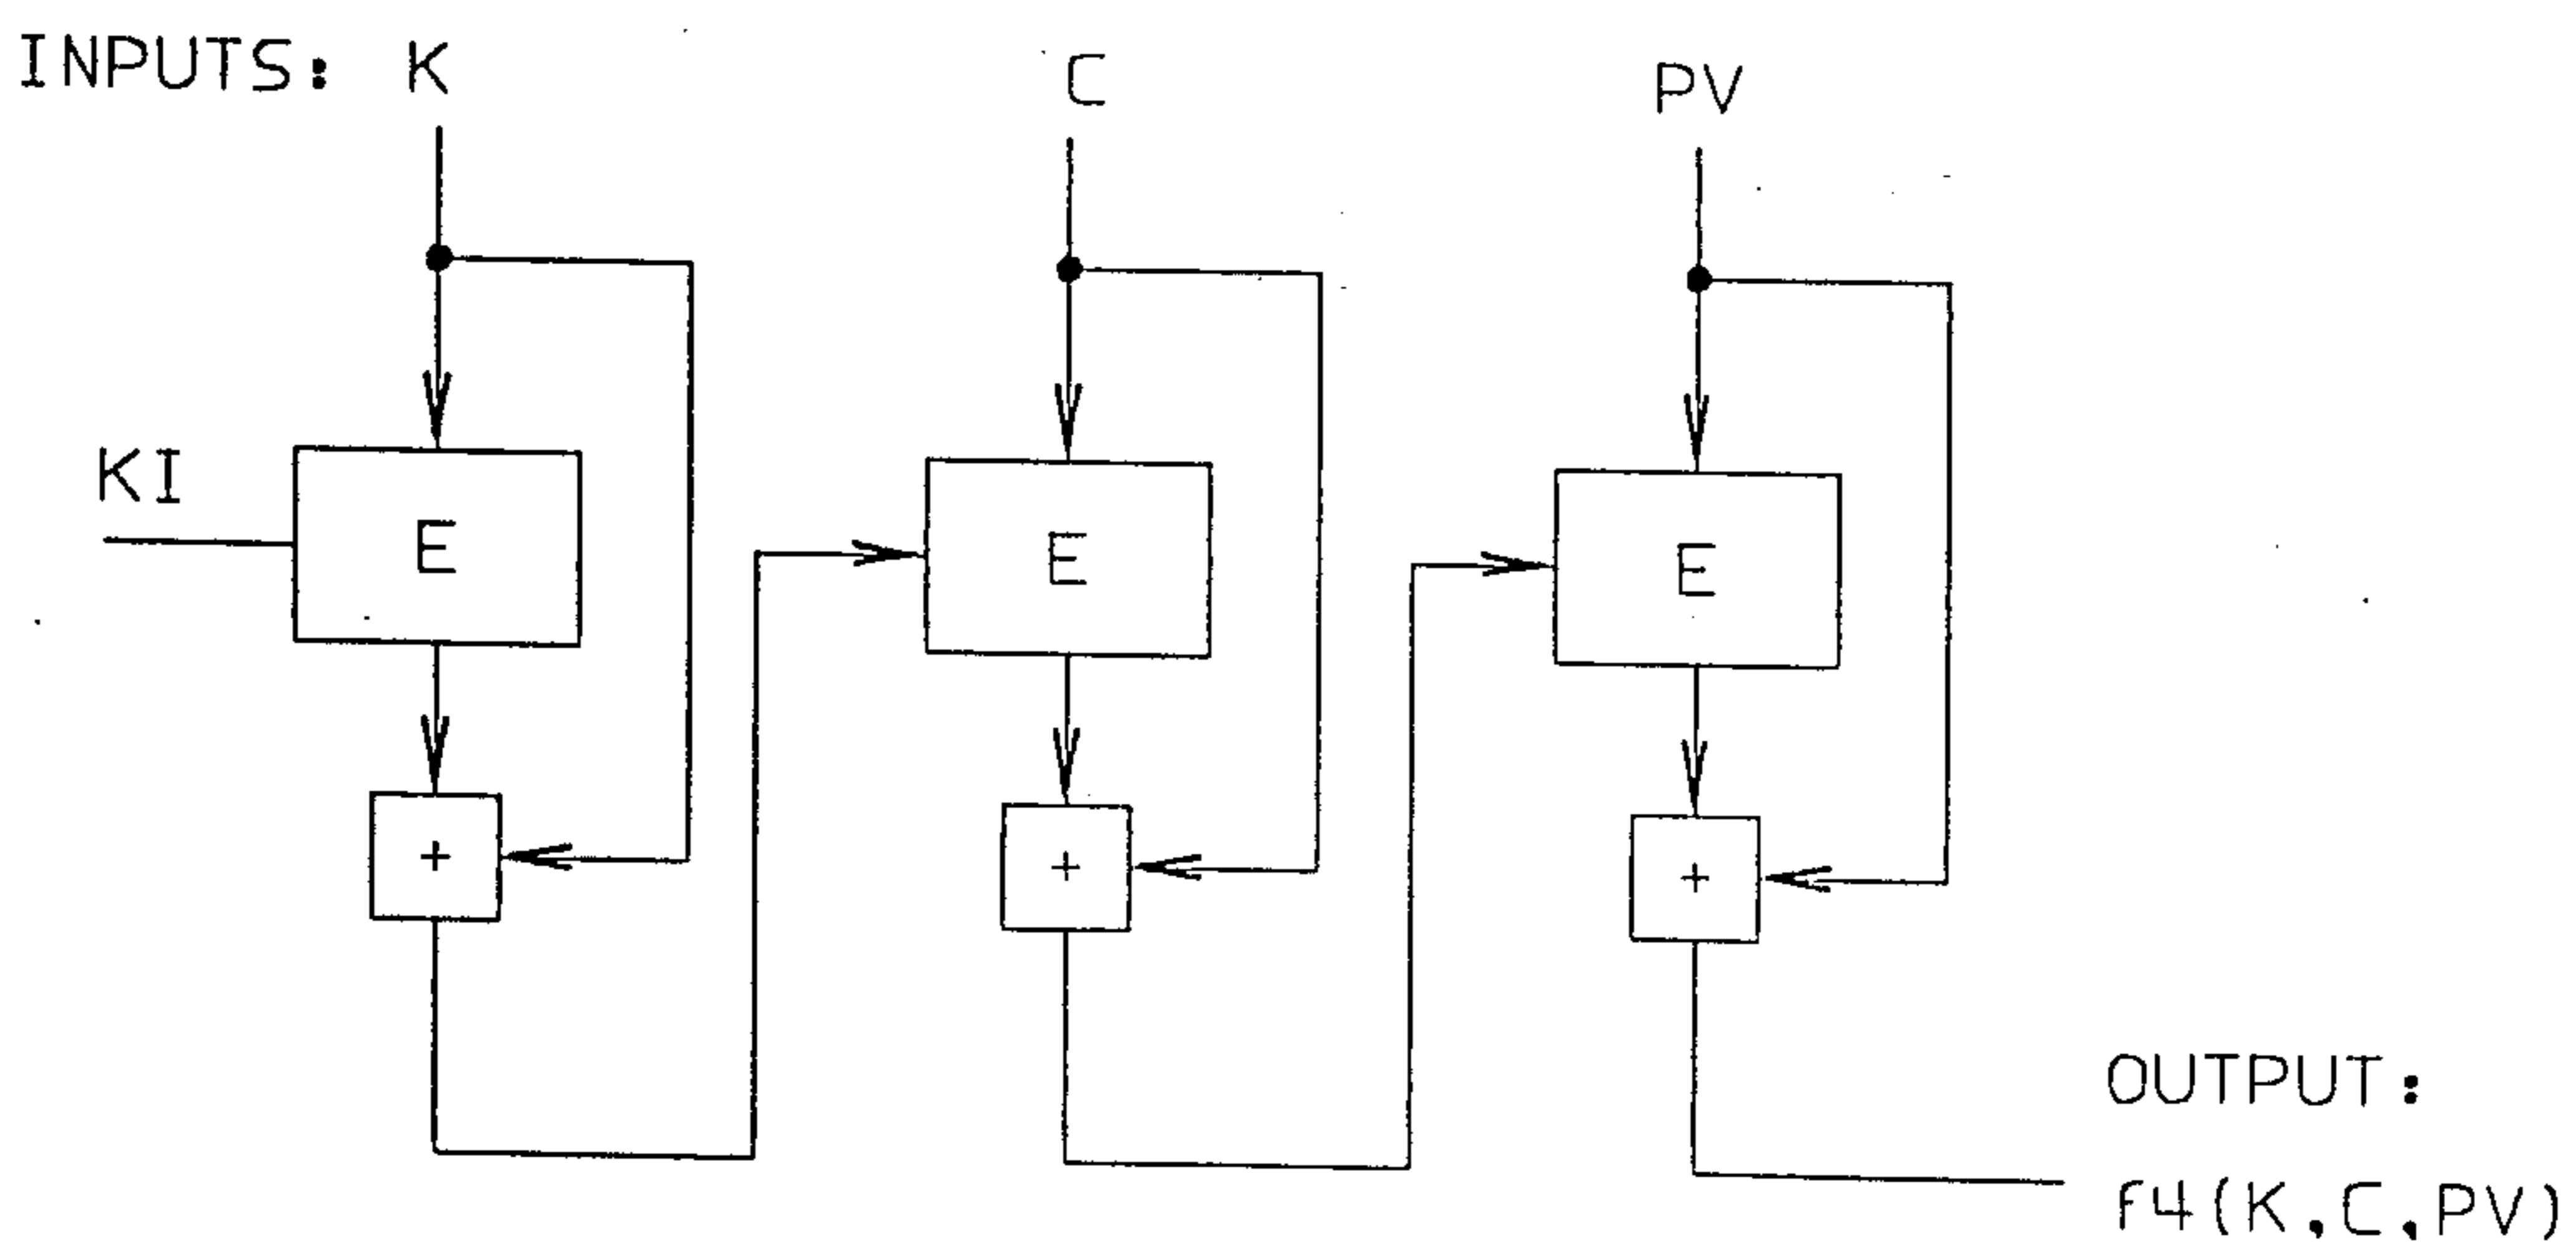 INPUTS: K
C
PV
KI
E
E
E
+
+
+
OUTPUT:
f4(K,C,PV)